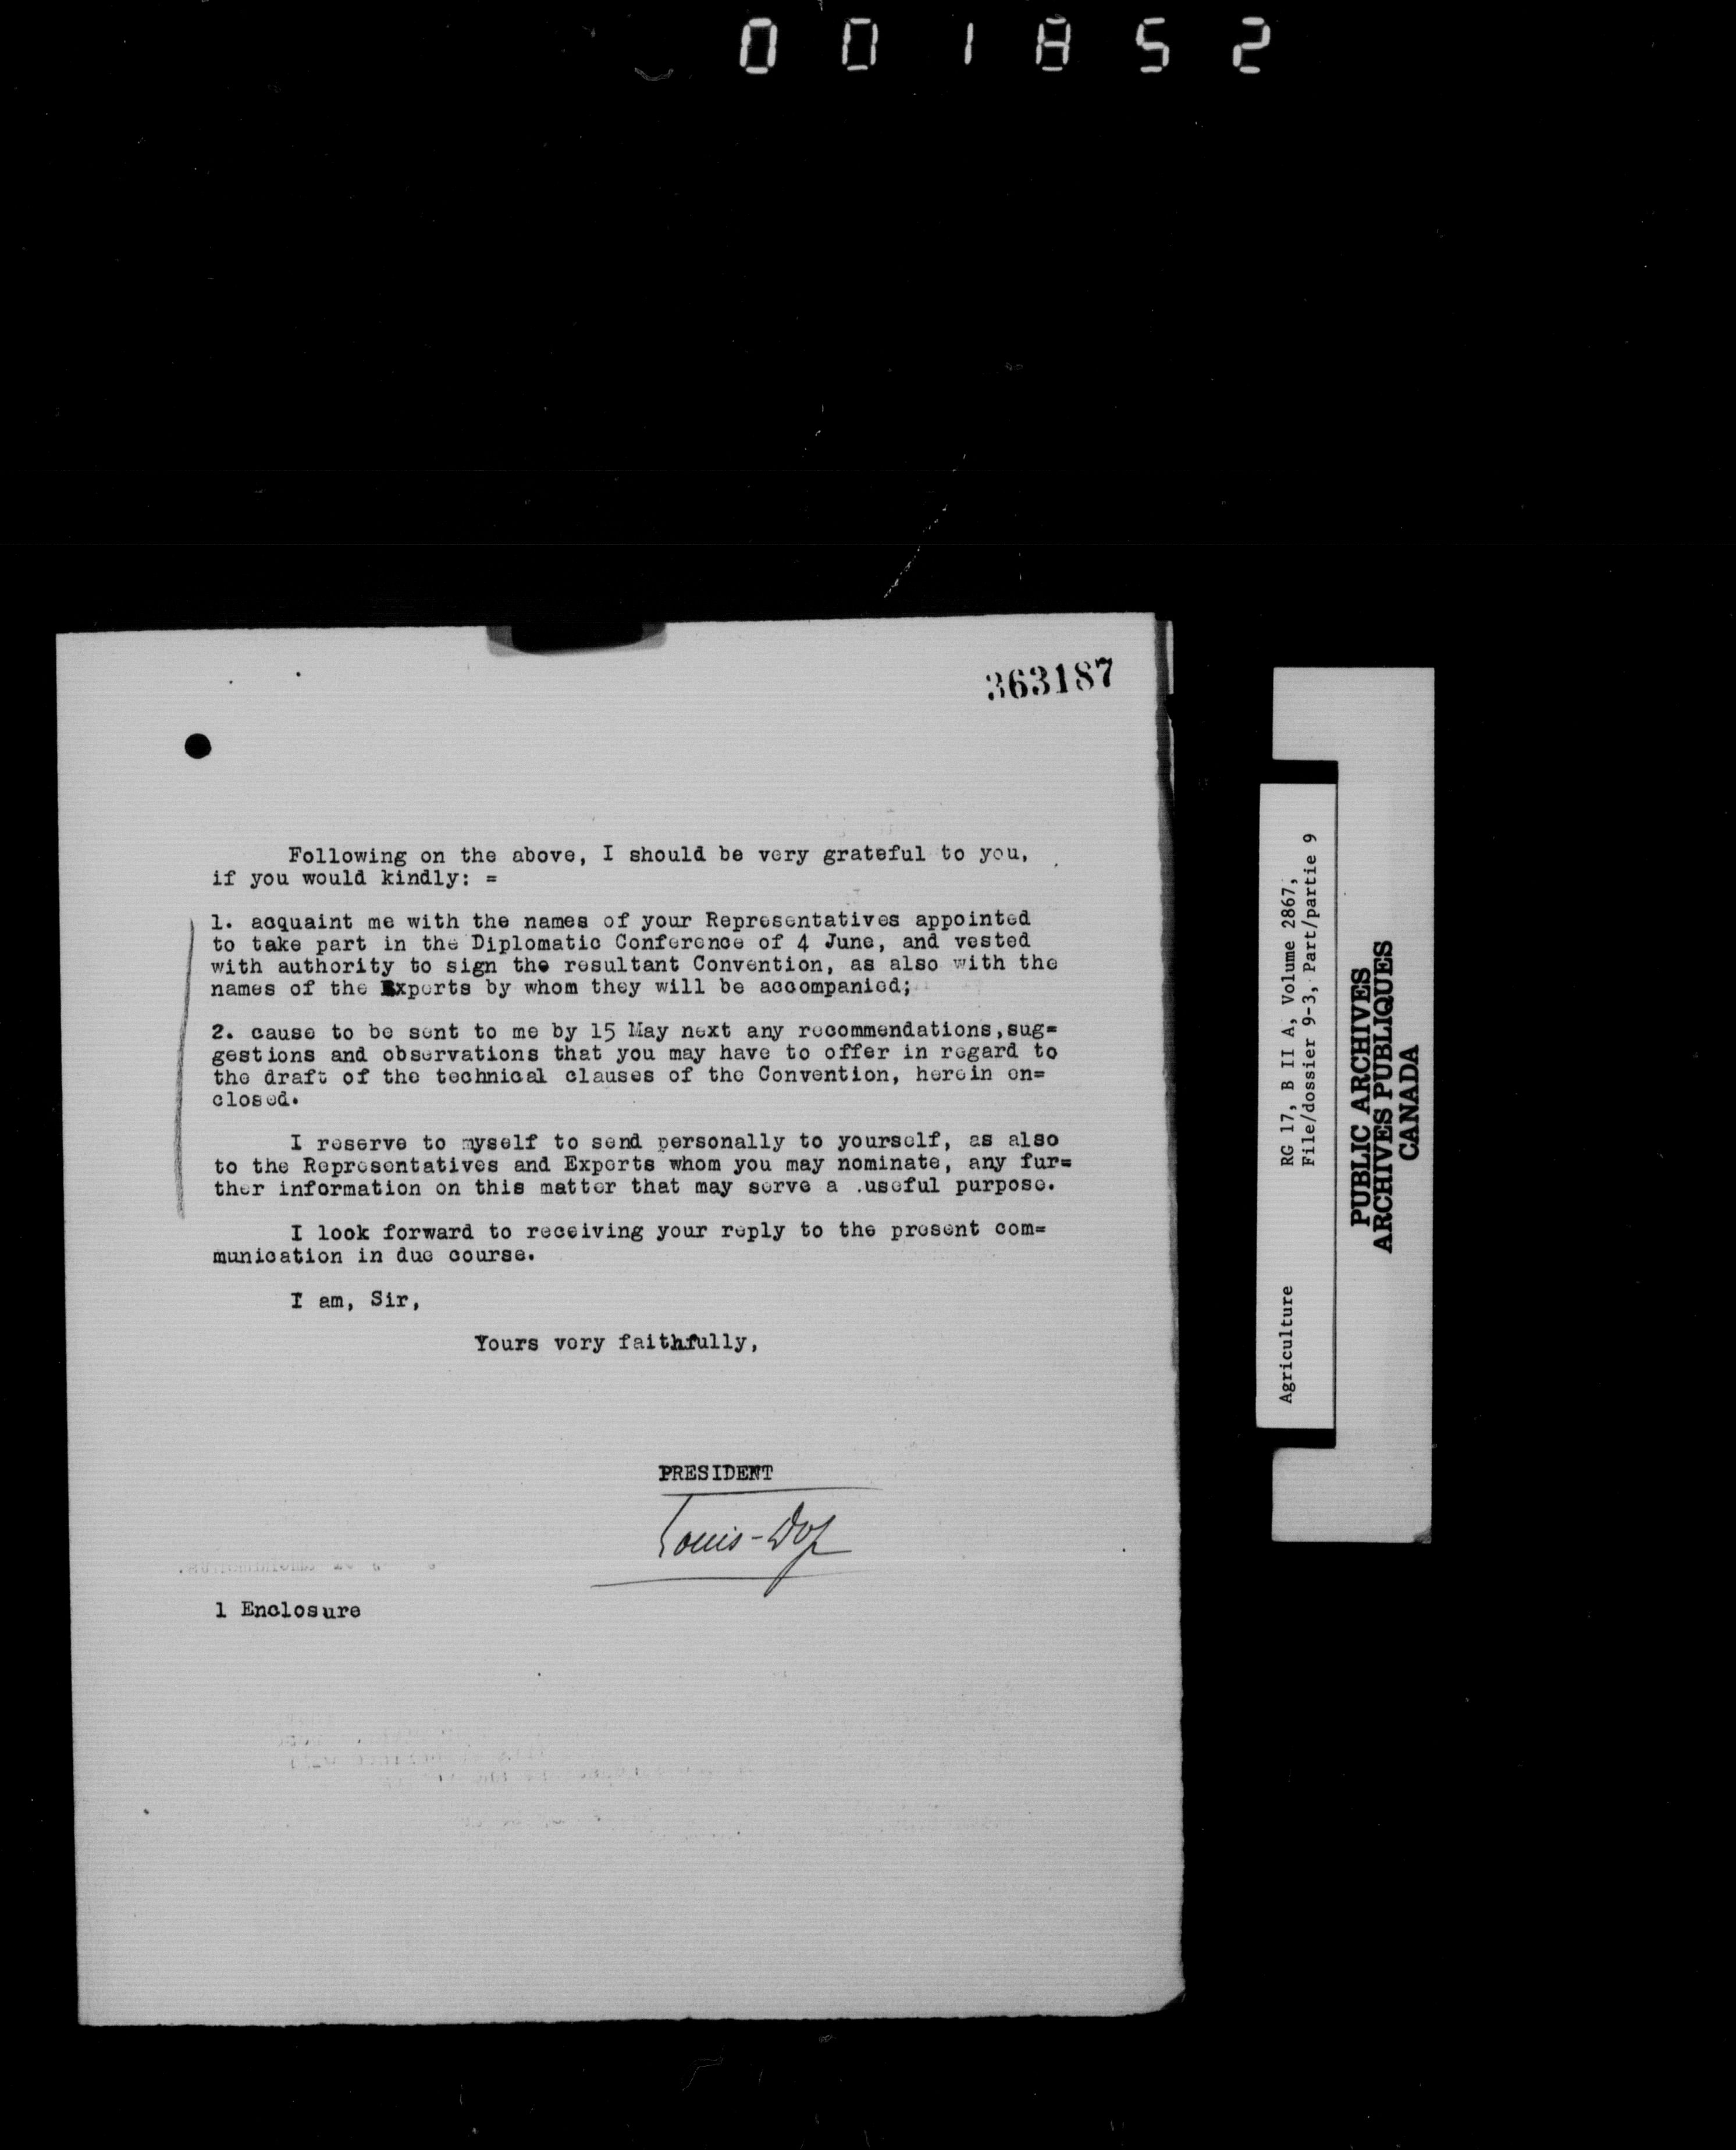 001852
363187
Following on the above, I should be very grateful to you,
if you would kindly: =
1. acquaint me with the names of your Representatives appointed
to take part in the Diplomatic Conference of 4 June, and vested
with authority to sign the resultant Convention, as also with the
names of the Experts by whom they will be accompanied;
2. cause to be sent to me by 15 May next any recommendations,sug=
gestions and observations that you may have to offer in regard to
the draft of the technical clauses of the Convention, herein en=
closed.
I reserve to myself to send personally to yourself, as also
to the Representatives and Experts whom you may nominate, any fur=
ther information on this matter that may serve a .useful purpose.
I look forward to receiving your reply to the present com=
munication in due course.
I am, Sir,
Yours very faithfully,
PRESIDENT
Louis-Dop
1 Enclosure
Agriculture RG 17, B II A, Volume 2867,
File/dossier 9-3, Part/partie 9
PUBLIC ARCHIVES
ARCHIVES PUBLIQUES
CANADA